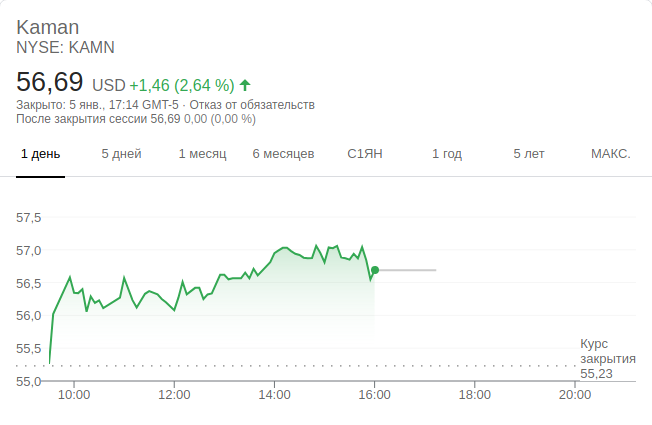 Kaman
NYSE: KAMN
56,69 USD +1,46 (2,64 %)
Закрыто: 5 янв., 17:14 GMT-5 · Отказ от обязательств
После закрытия сессии 56,69 0,00 (0,00 %)
1 день 5 дней 1 месяц 6 месяцев С1ЯН 1 год 5 лет МАКС.
57,5
57,0
56,5
56,0
55,5
Курс
закрытия
55,23
55,0
10:00 12:00 14:00 16:00 18:00 20:00